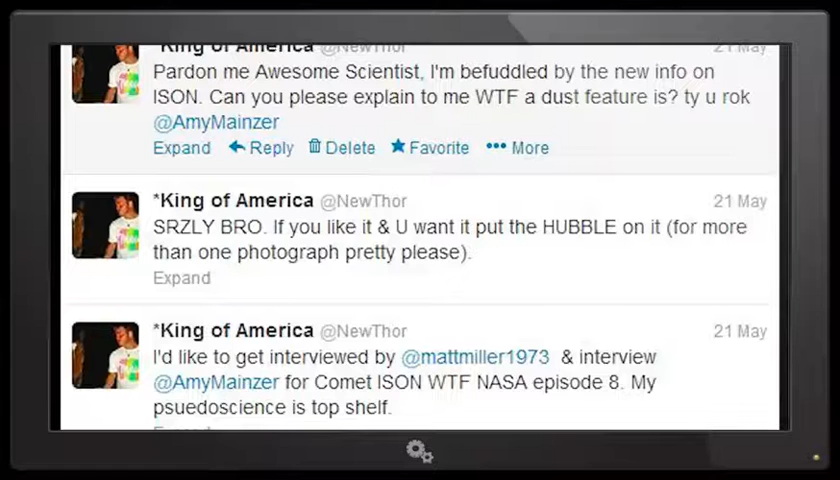 *King of America @NewThor 21 May
Pardon me Awesome Scientist, I'm befuddled by the new info on
ISON. Can you please explain to me WTF a dust feature is? ty u rok
@AmyMainzer
Expand Reply Delete Favorite More
*King of America @NewThor 21 May
SRZLY BRO. If you like it & U want it put the HUBBLE on it (for more
than one photograph pretty please).
Expand
*King of America @NewThor 21 May
I'd like to get interviewed by @mattmiller1973 & interview
@AmyMainzer for Comet ISON WTF NASA episode 8. My
psuedoscience is top shelf.
Expand